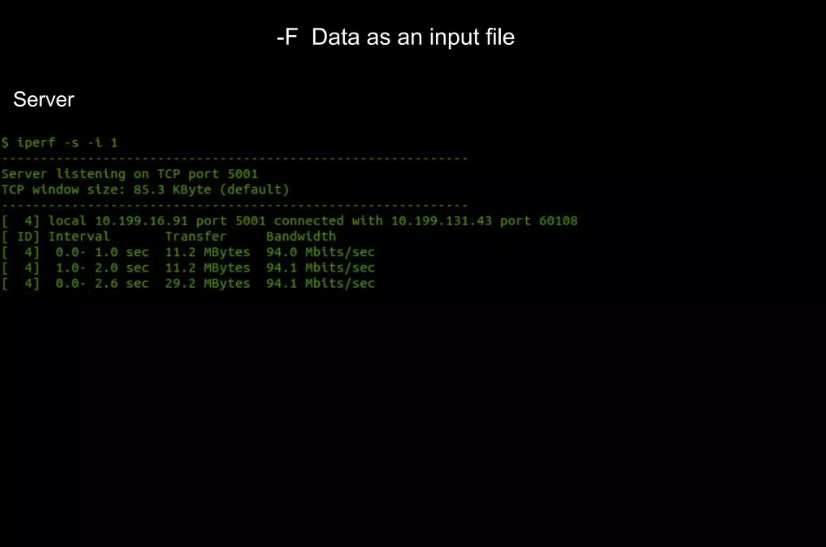 -F  Data as an input file
Server
$ iperf -s -i 1
------------------------------------------------------------
Server listening on TCP port 5001
TCP window size: 85.3 KByte (default)
------------------------------------------------------------
[  4] local 10.199.16.91 port 5001 connected with 10.199.131.43 port 60108
[ ID] Interval       Transfer     Bandwidth
[  4]  0.0- 1.0 sec  11.2 MBytes  94.0 Mbits/sec
[  4]  1.0- 2.0 sec  11.2 MBytes  94.1 Mbits/sec
[  4]  0.0- 2.6 sec  29.2 MBytes  94.1 Mbits/sec